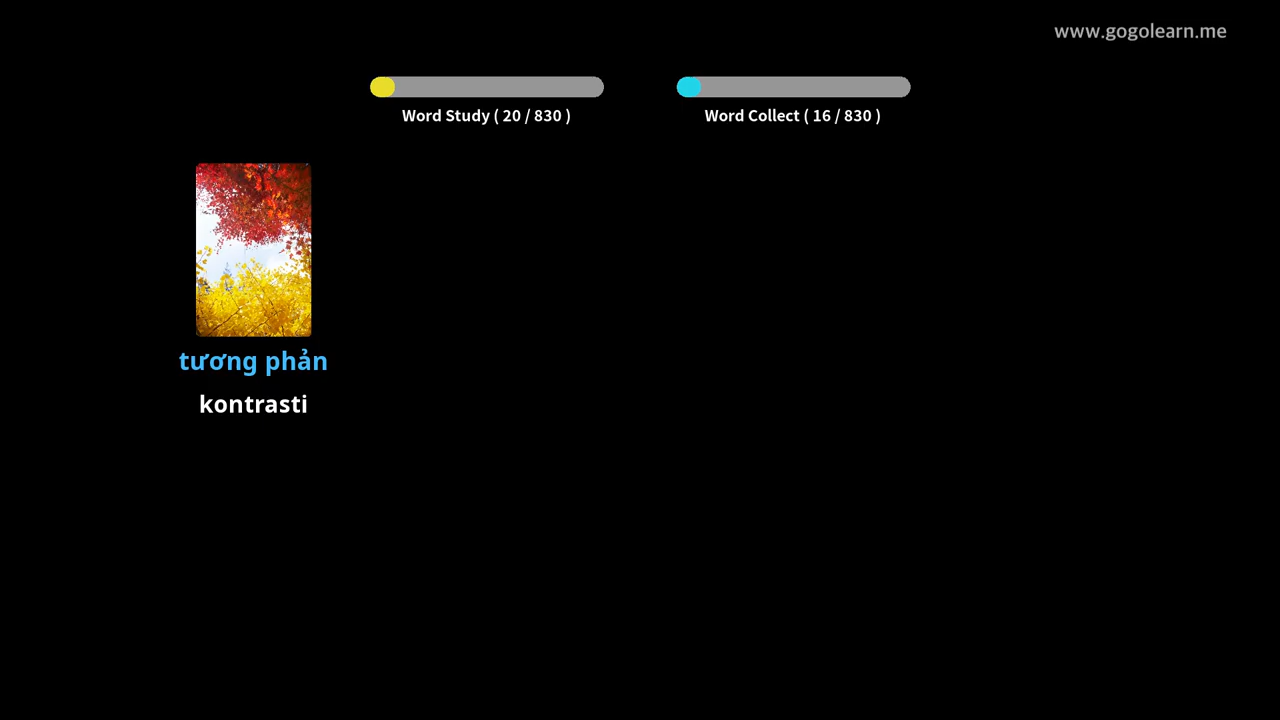 www.gogolearn.me
Word Study ( 20 / 830 )
Word Collect ( 16 / 830 )
tương phản
kontrasti